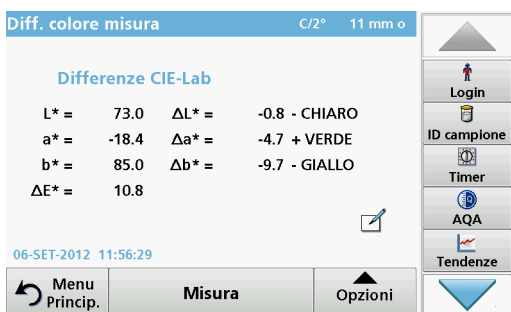 Diff. colore misura C/2° 11 mm o
Differenze CIE-Lab
L* = 73.0 ΔL* = -0.8 - CHIARO
a* = -18.4 Δa* = -4.7 + VERDE
b* = 85.0 Δb* = -9.7 - GIALLO
ΔE* = 10.8
06-SET-2012 11:56:29
Menu Princip.
Misura
Opzioni
Login
ID campione
Timer
AQA
Tendenze